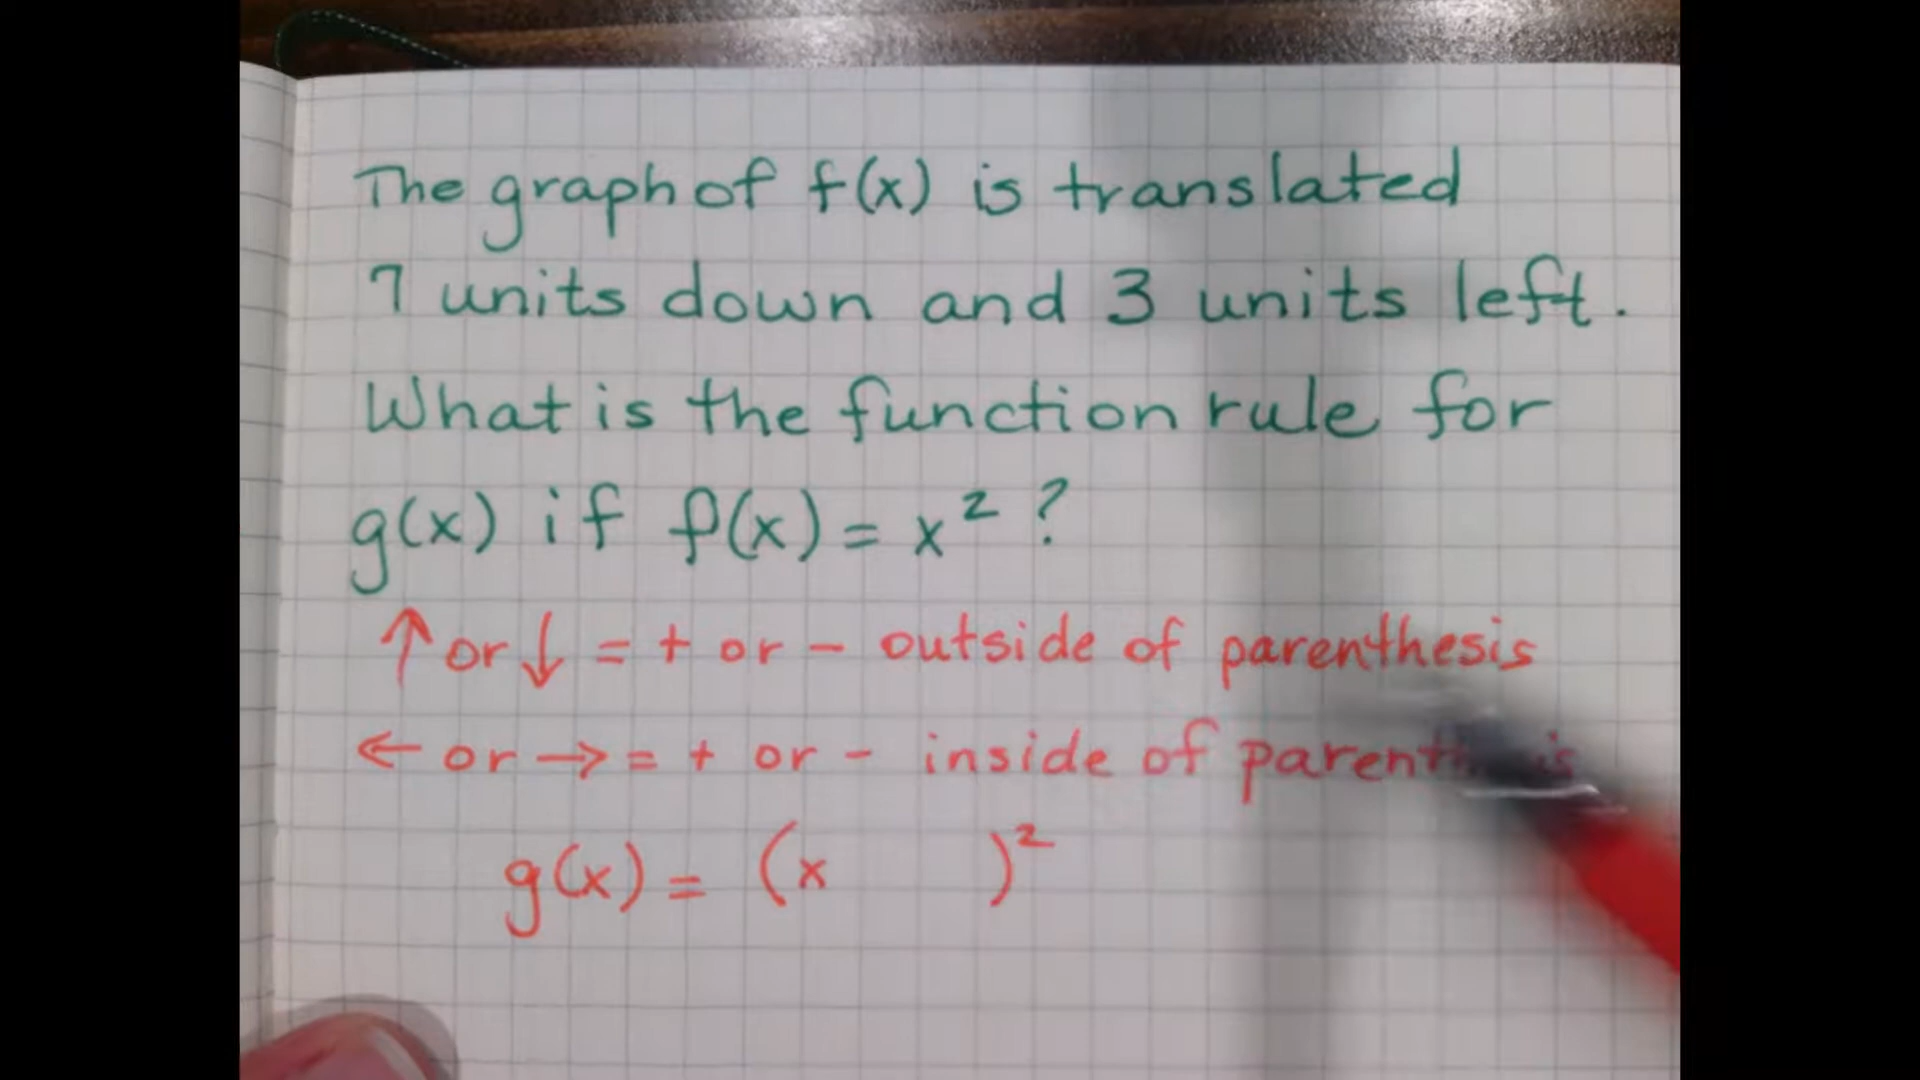 The graph of f(x) is translated
7 units down and 3 units left.
What is the function rule for
g(x) if f(x) = x² ?
↑ or ↓ = + or - outside of parenthesis
← or → = + or - inside of parenthesis
g(x) = (x )²